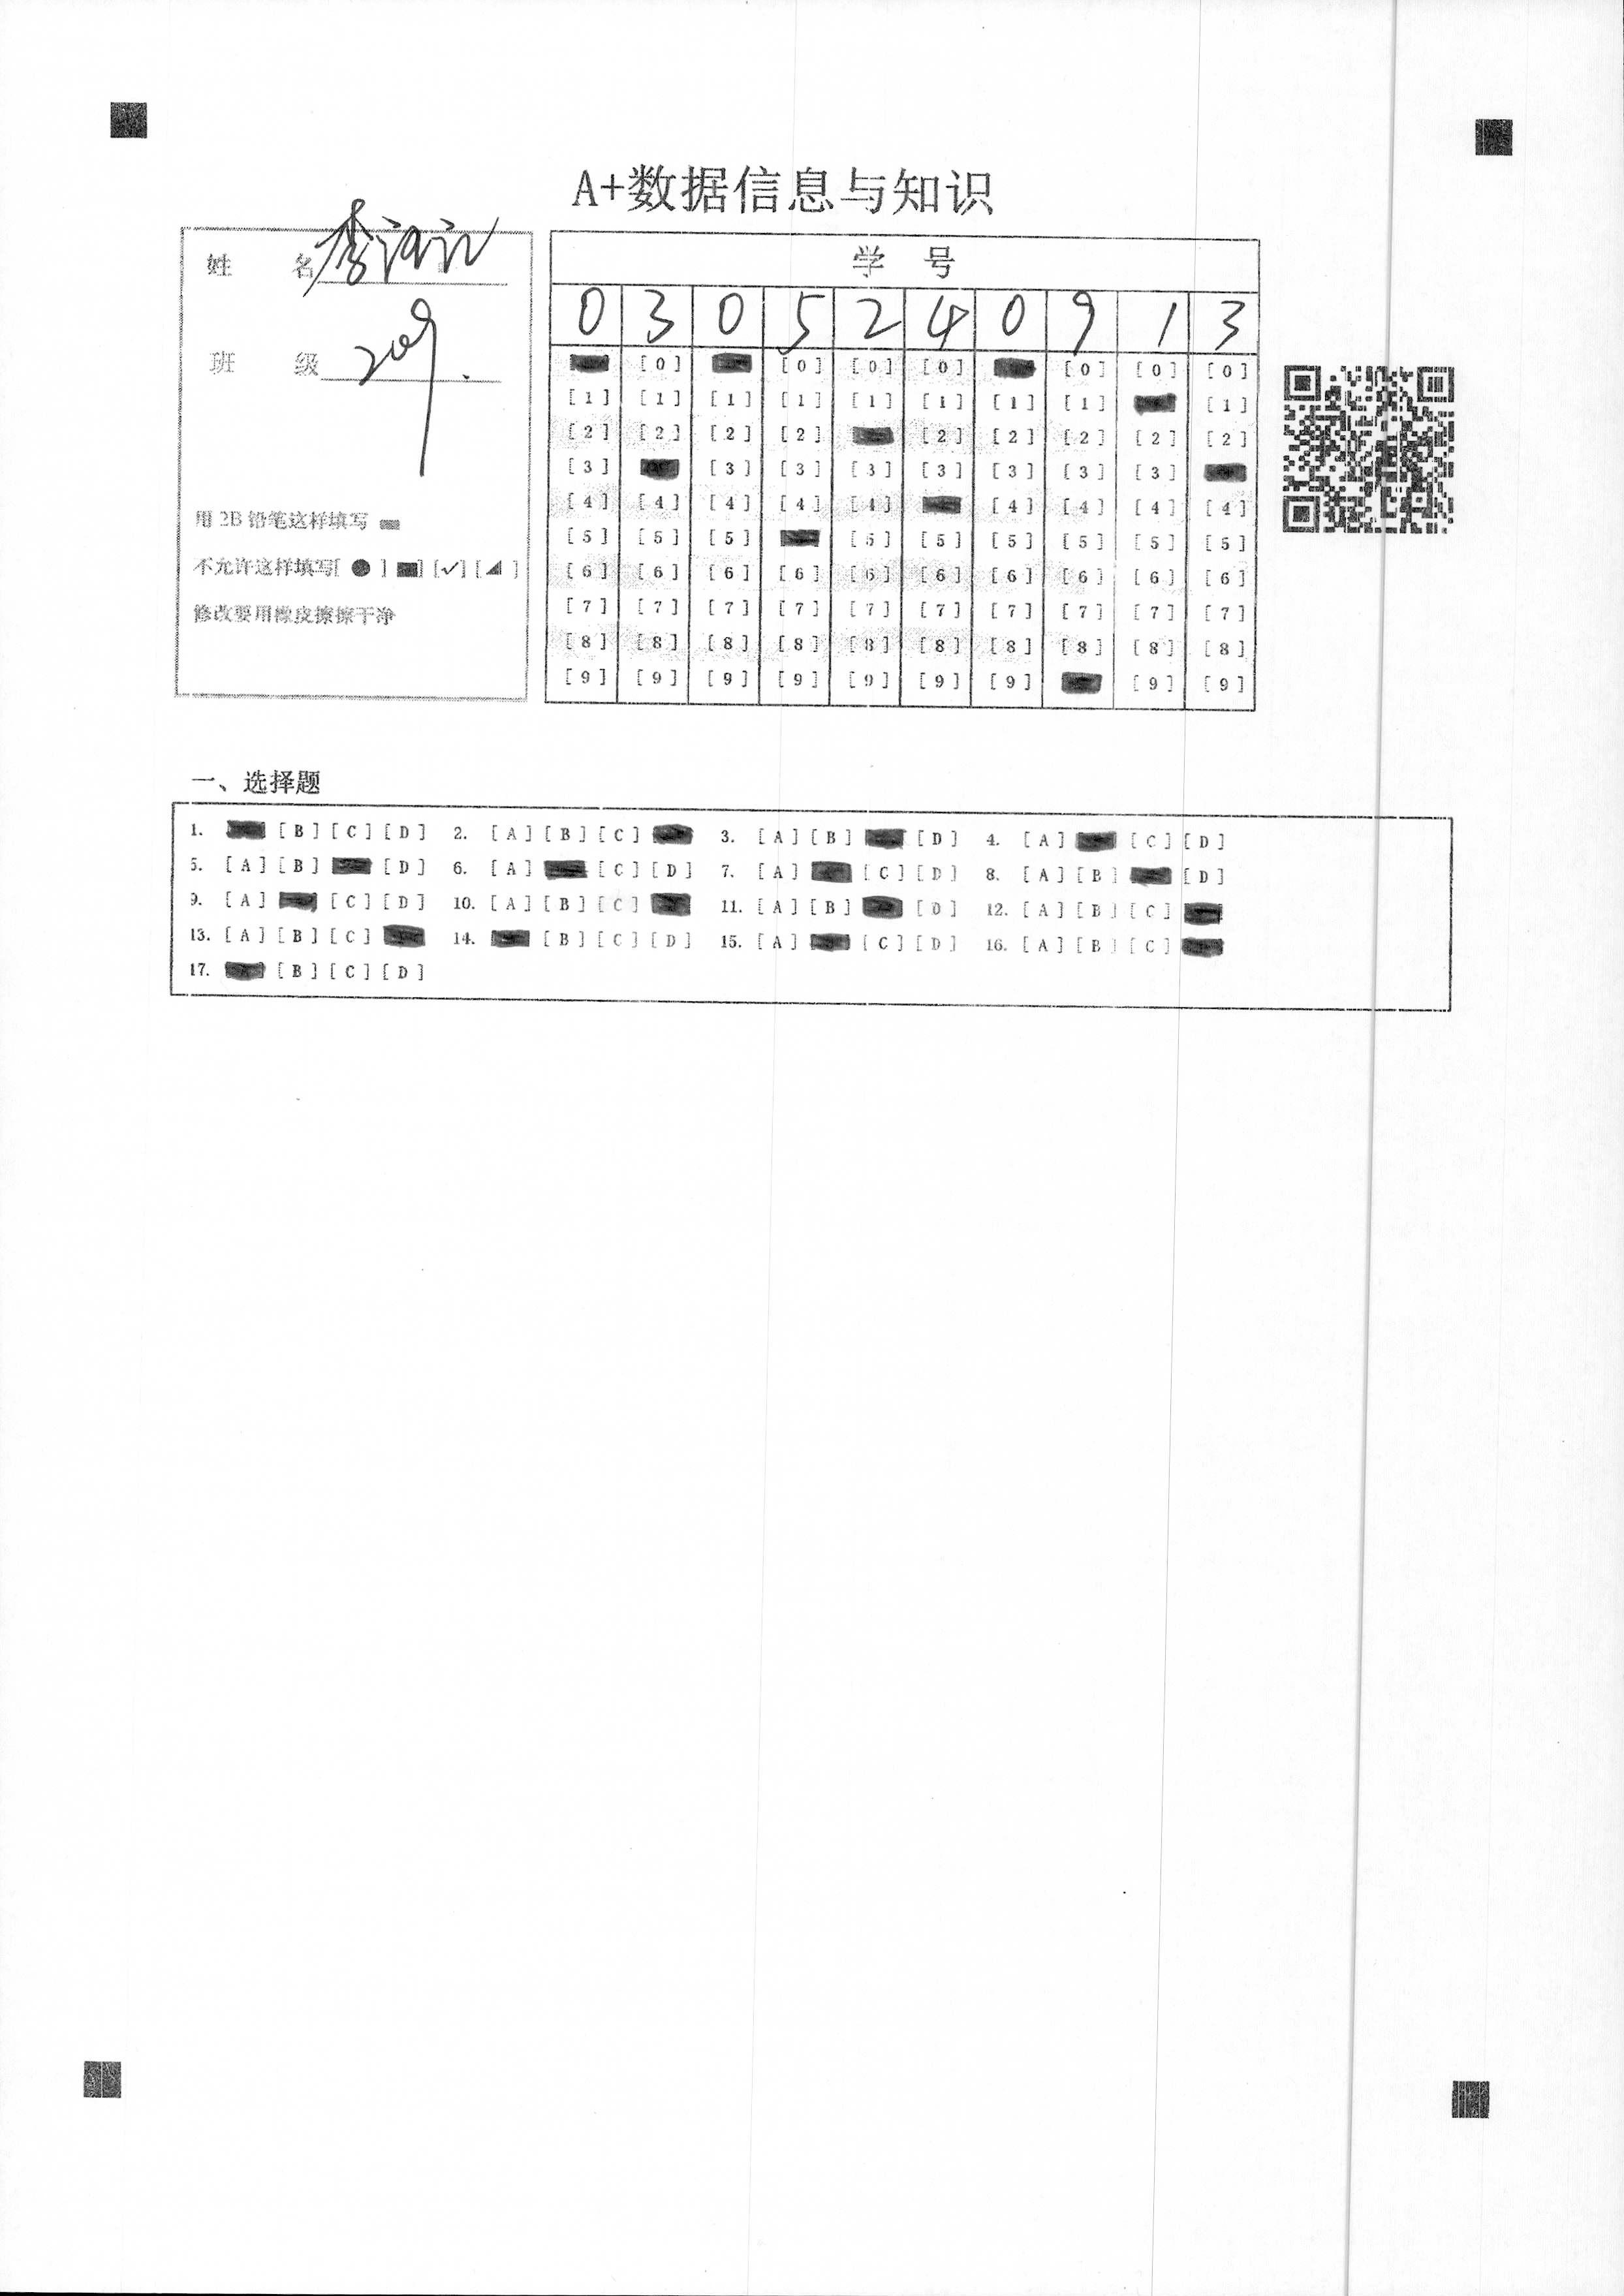 A+数据信息与知识
姓 名 李
班 级 209
用 2B 铅笔这样填写
不允许这样填写[ ● ] [■] [✓] [◢ ]
修改要用橡皮擦擦干净
学 号
0 3 0 5 2 4 0 9 1 3
[0] [0] [0] [0] [0] [0]
[1] [1] [1] [1] [1] [1] [1] [1] [1]
[2] [2] [2] [2] [2] [2] [2] [2] [2]
[3] [3] [3] [3] [3] [3] [3] [3]
[4] [4] [4] [4] [4] [4] [4] [4] [4]
[5] [5] [5] [5] [5] [5] [5] [5] [5]
[6] [6] [6] [6] [6] [6] [6] [6] [6] [6]
[7] [7] [7] [7] [7] [7] [7] [7] [7] [7]
[8] [8] [8] [8] [8] [8] [8] [8] [8] [8]
[9] [9] [9] [9] [9] [9] [9] [9] [9]
一、选择题
1. [B] [C] [D] 2. [A] [B] [C] 3. [A] [B] [D] 4. [A] [C] [D]
5. [A] [B] [D] 6. [A] [C] [D] 7. [A] [C] [D] 8. [A] [B] [D]
9. [A] [C] [D] 10. [A] [B] [C] 11. [A] [B] [D] 12. [A] [B] [C]
13. [A] [B] [C] 14. [B] [C] [D] 15. [A] [C] [D] 16. [A] [B] [C]
17. [B] [C] [D]